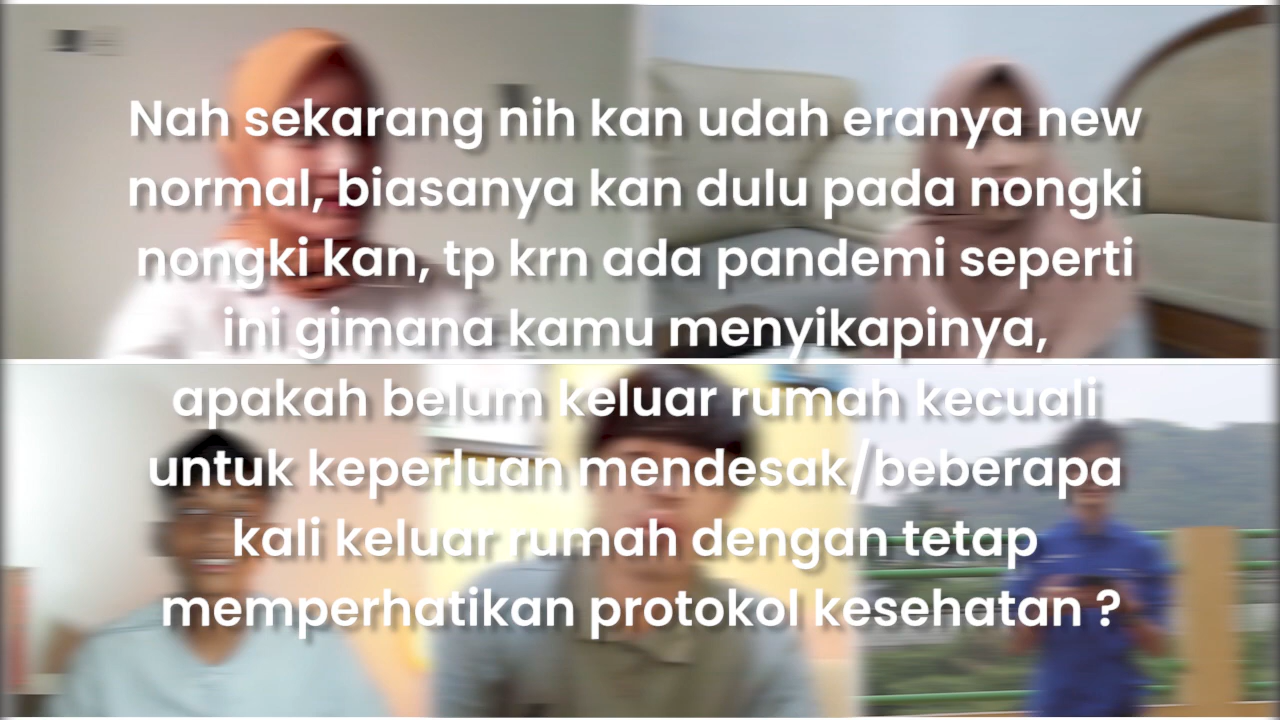 Nah sekarang nih kan udah eranya new
normal, biasanya kan dulu pada nongki
nongki kan, tp krn ada pandemi seperti
ini gimana kamu menyikapinya,
apakah belum keluar rumah kecuali
untuk keperluan mendesak/beberapa
kali keluar rumah dengan tetap
memperhatikan protokol kesehatan ?